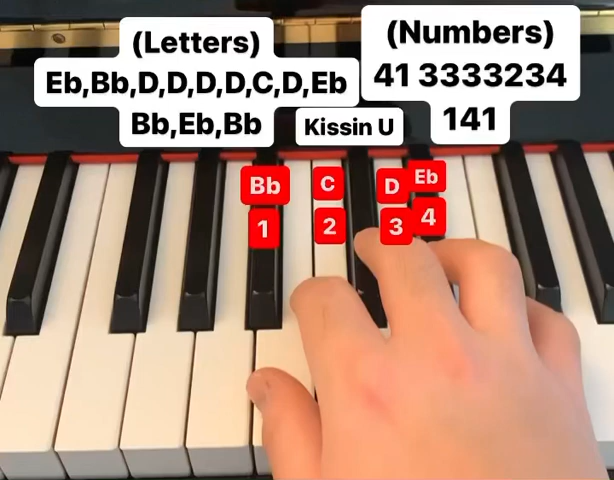 (Letters)
Eb,Bb,D,D,D,D,C,D,Eb
Bb,Eb,Bb
(Numbers)
41 3333234
141
Kissin U
Bb
C
D
Eb
1
2
3
4